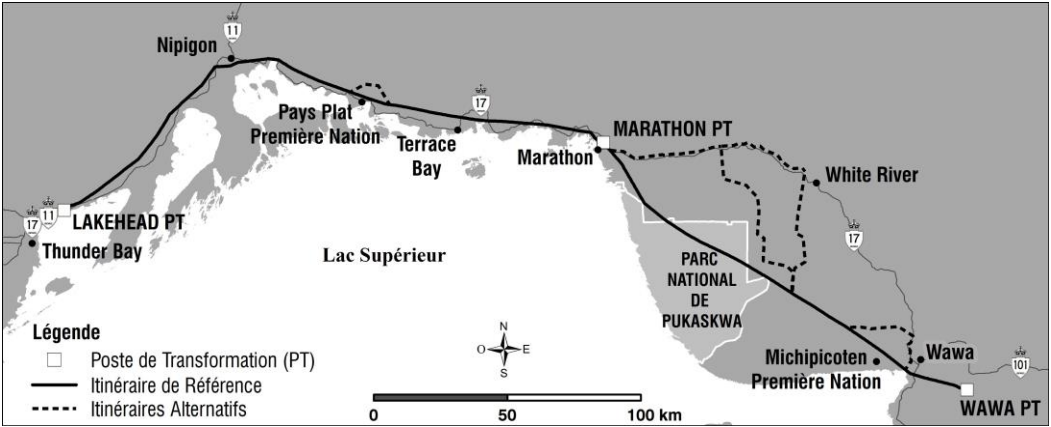 11
Nipigon
Pays Plat
Première Nation
17
Terrace
Bay
MARATHON PT
Marathon
White River
17
LAKEHEAD PT
11
17
Thunder Bay
Lac Supérieur
PARC
NATIONAL
DE
PUKASKWA
Légende
Poste de Transformation (PT)
Itinéraire de Référence
Itinéraires Alternatifs
N
O
E
S
0
50
100 km
Michipicoten
Première Nation
Wawa
101
WAWA PT